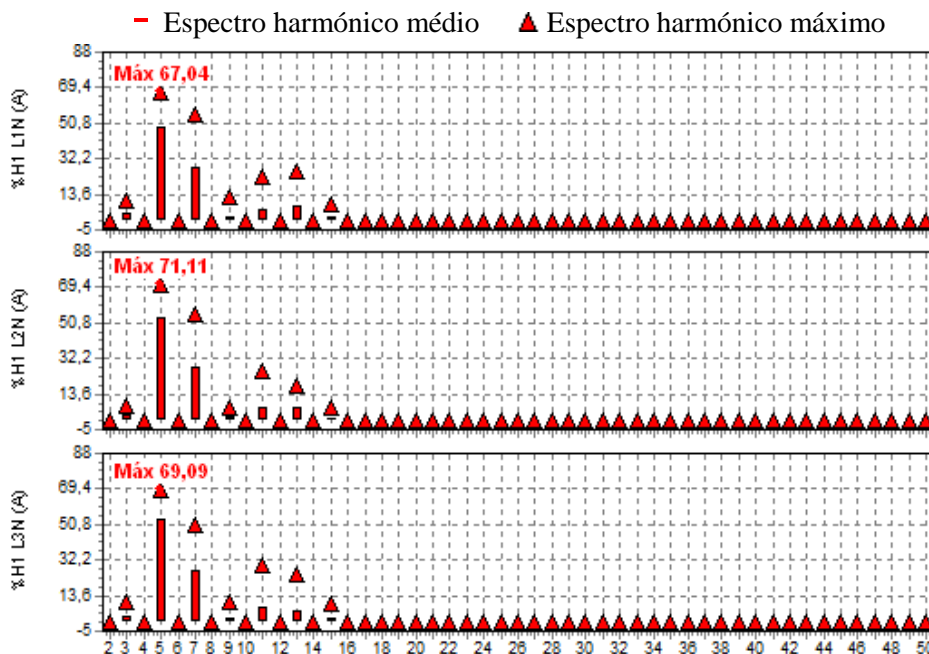 Espectro harmónico médio Espectro harmónico máximo
88
69,4
50,8
32,2
13,6
-5
%H1 L1N (A)
Máx 67,04
88
69,4
50,8
32,2
13,6
-5
%H1 L2N (A)
Máx 71,11
88
69,4
50,8
32,2
13,6
-5
%H1 L3N (A)
Máx 69,09
2 3 4 5 6 7 8 9 10 12 14 16 18 20 22 24 26 28 30 32 34 36 38 40 42 44 46 48 50